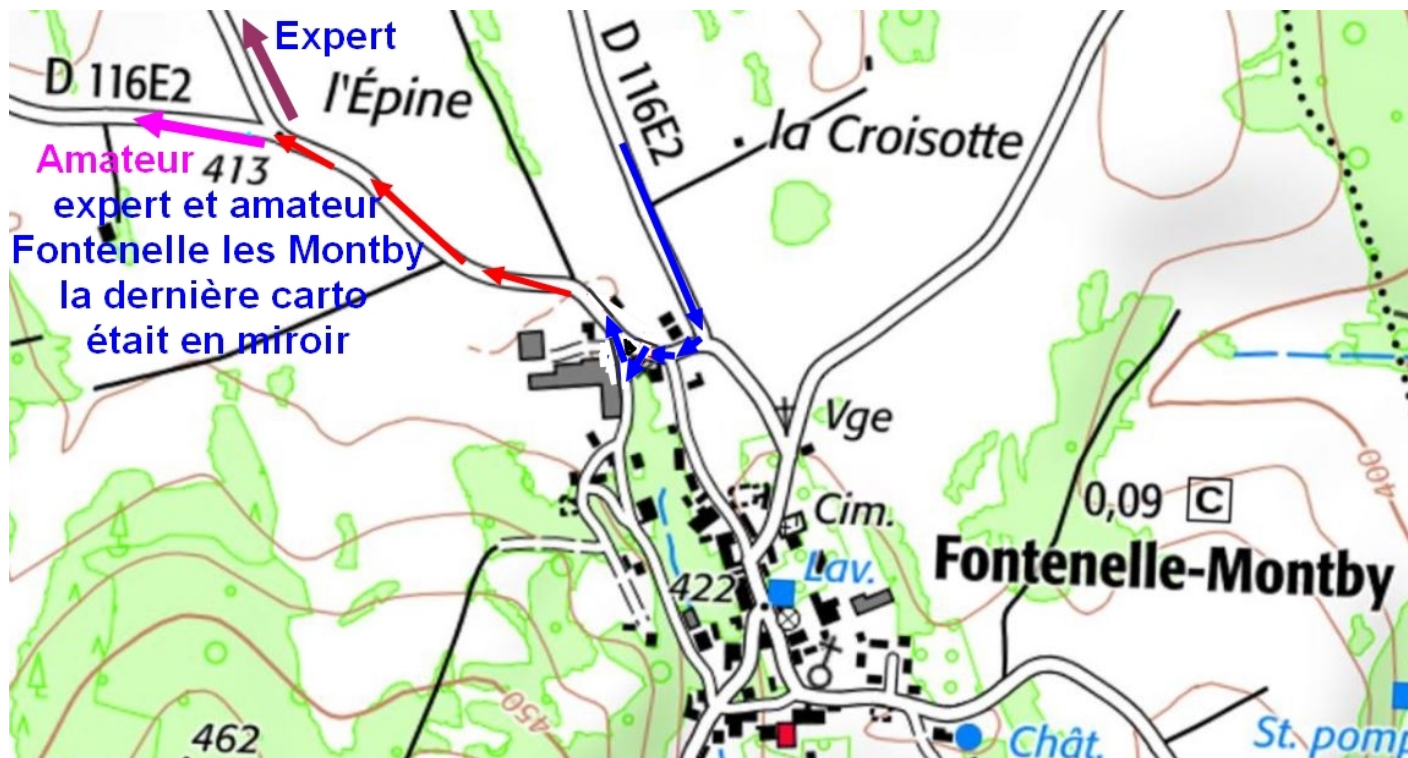 Expert
D 116E2
l'Épine
D 116E2
la Croisotte
Amateur
413
expert et amateur
Fontenelle les Montby
la dernière carto
était en miroir
Vge
400
0,09 C
Cim.
Fontenelle-Montby
Lav.
422
450
462
Chât.
St. pomp